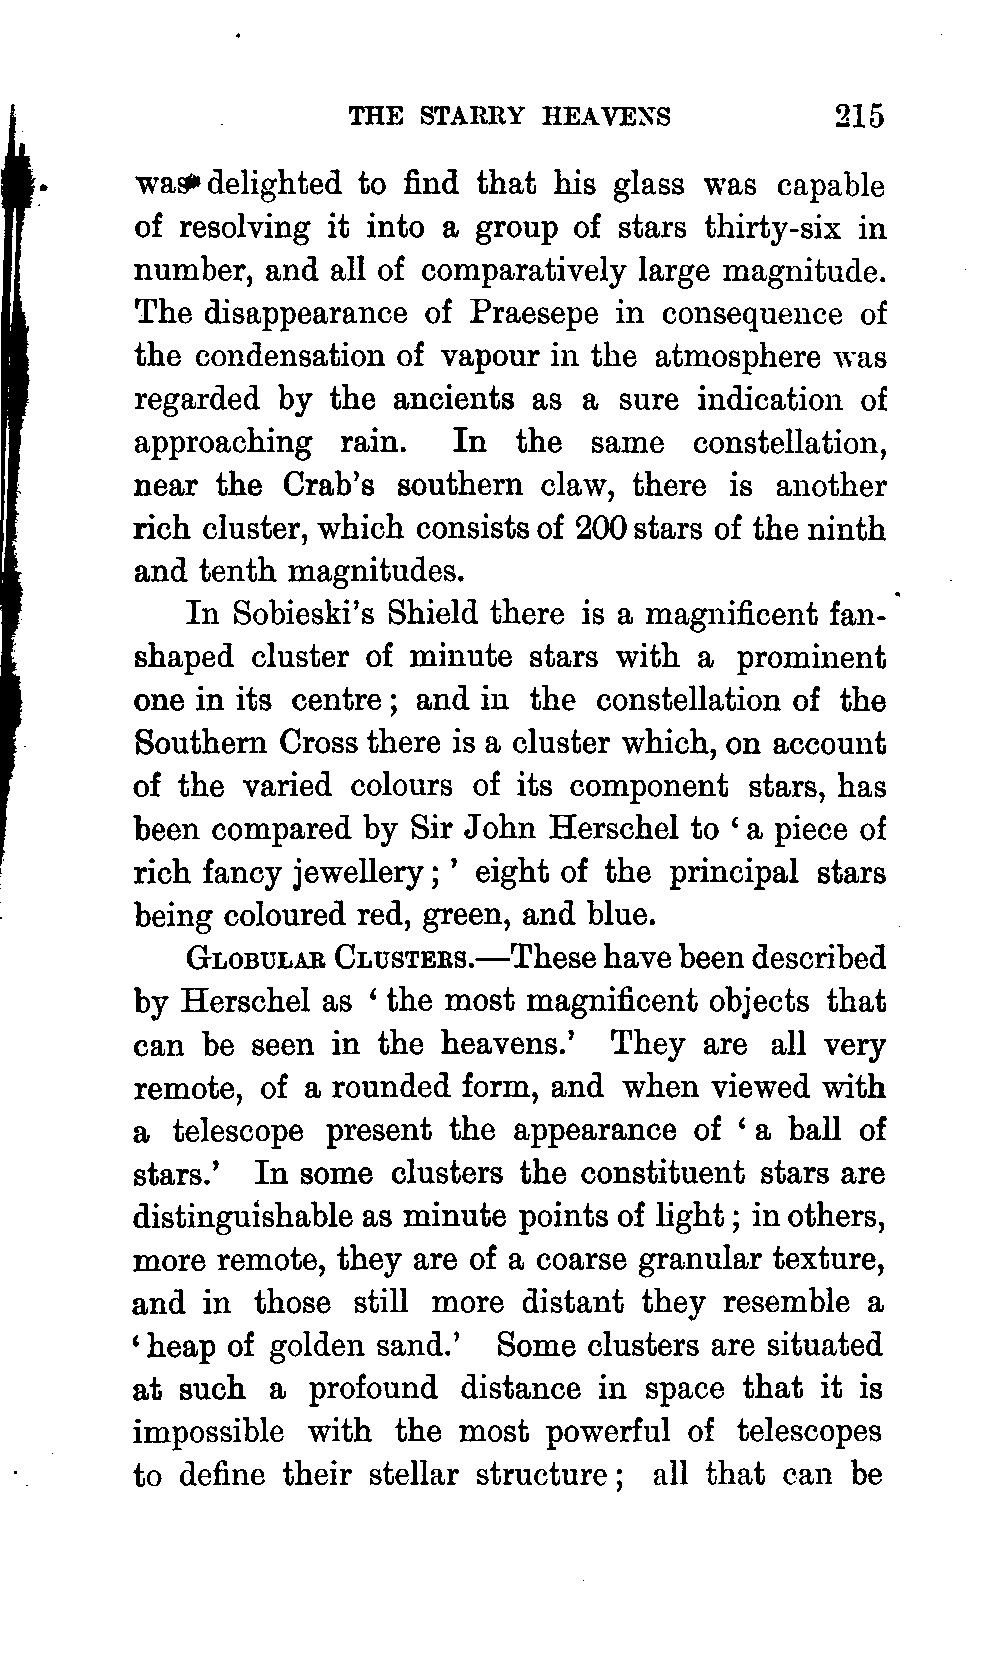 THE STARRY HEAVENS 215
was delighted to find that his glass was capable
of resolving it into a group of stars thirty-six in
number, and all of comparatively large magnitude.
The disappearance of Praesepe in consequence of
the condensation of vapour in the atmosphere was
regarded by the ancients as a sure indication of
approaching rain. In the same constellation,
near the Crab's southern claw, there is another
rich cluster, which consists of 200 stars of the ninth
and tenth magnitudes.
In Sobieski's Shield there is a magnificent fan-
shaped cluster of minute stars with a prominent
one in its centre; and in the constellation of the
Southern Cross there is a cluster which, on account
of the varied colours of its component stars, has
been compared by Sir John Herschel to ‘a piece of
rich fancy jewellery;’ eight of the principal stars
being coloured red, green, and blue.
GLOBULAR CLUSTERS.—These have been described
by Herschel as ‘the most magnificent objects that
can be seen in the heavens.’ They are all very
remote, of a rounded form, and when viewed with
a telescope present the appearance of ‘a ball of
stars.’ In some clusters the constituent stars are
distinguishable as minute points of light; in others,
more remote, they are of a coarse granular texture,
and in those still more distant they resemble a
‘heap of golden sand.’ Some clusters are situated
at such a profound distance in space that it is
impossible with the most powerful of telescopes
to define their stellar structure; all that can be